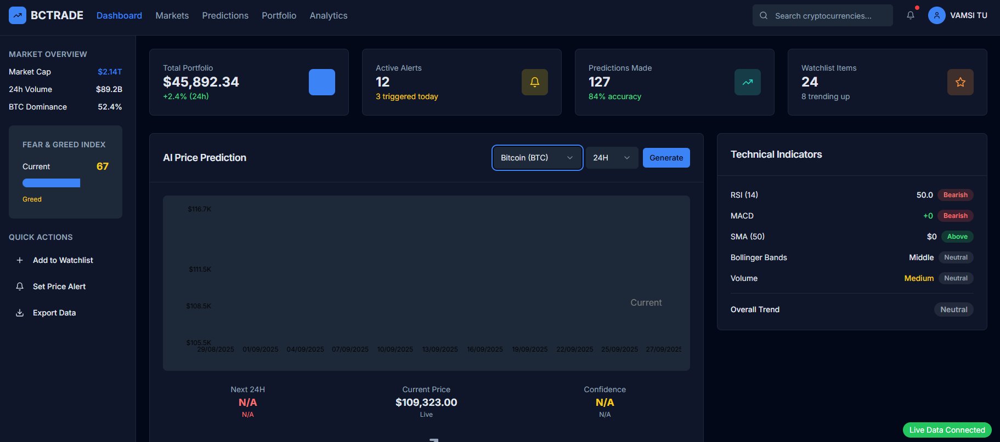 BCTRADE Dashboard Markets Predictions Portfolio Analytics Search cryptocurrencies... VAMSI TU
MARKET OVERVIEW
Market Cap $2.14T
24h Volume $89.2B
BTC Dominance 52.4%
FEAR & GREED INDEX
Current 67
Greed
QUICK ACTIONS
Add to Watchlist
Set Price Alert
Export Data
Total Portfolio
$45,892.34
+2.4% (24h)
Active Alerts
12
3 triggered today
Predictions Made
127
84% accuracy
Watchlist Items
24
8 trending up
AI Price Prediction Bitcoin (BTC) 24H Generate
$116.7K
$111.5K
$108.5K
Current
$105.5K
29/08/2025 01/09/2025 04/09/2025 07/09/2025 10/09/2025 13/09/2025 16/09/2025 19/09/2025 22/09/2025 25/09/2025 27/09/2025
Next 24H
N/A
N/A
Current Price
$109,323.00
Live
Confidence
N/A
N/A
Technical Indicators
RSI (14) 50.0 Bearish
MACD +0 Bearish
SMA (50) $0 Above
Bollinger Bands Middle Neutral
Volume Medium Neutral
Overall Trend Neutral
Live Data Connected